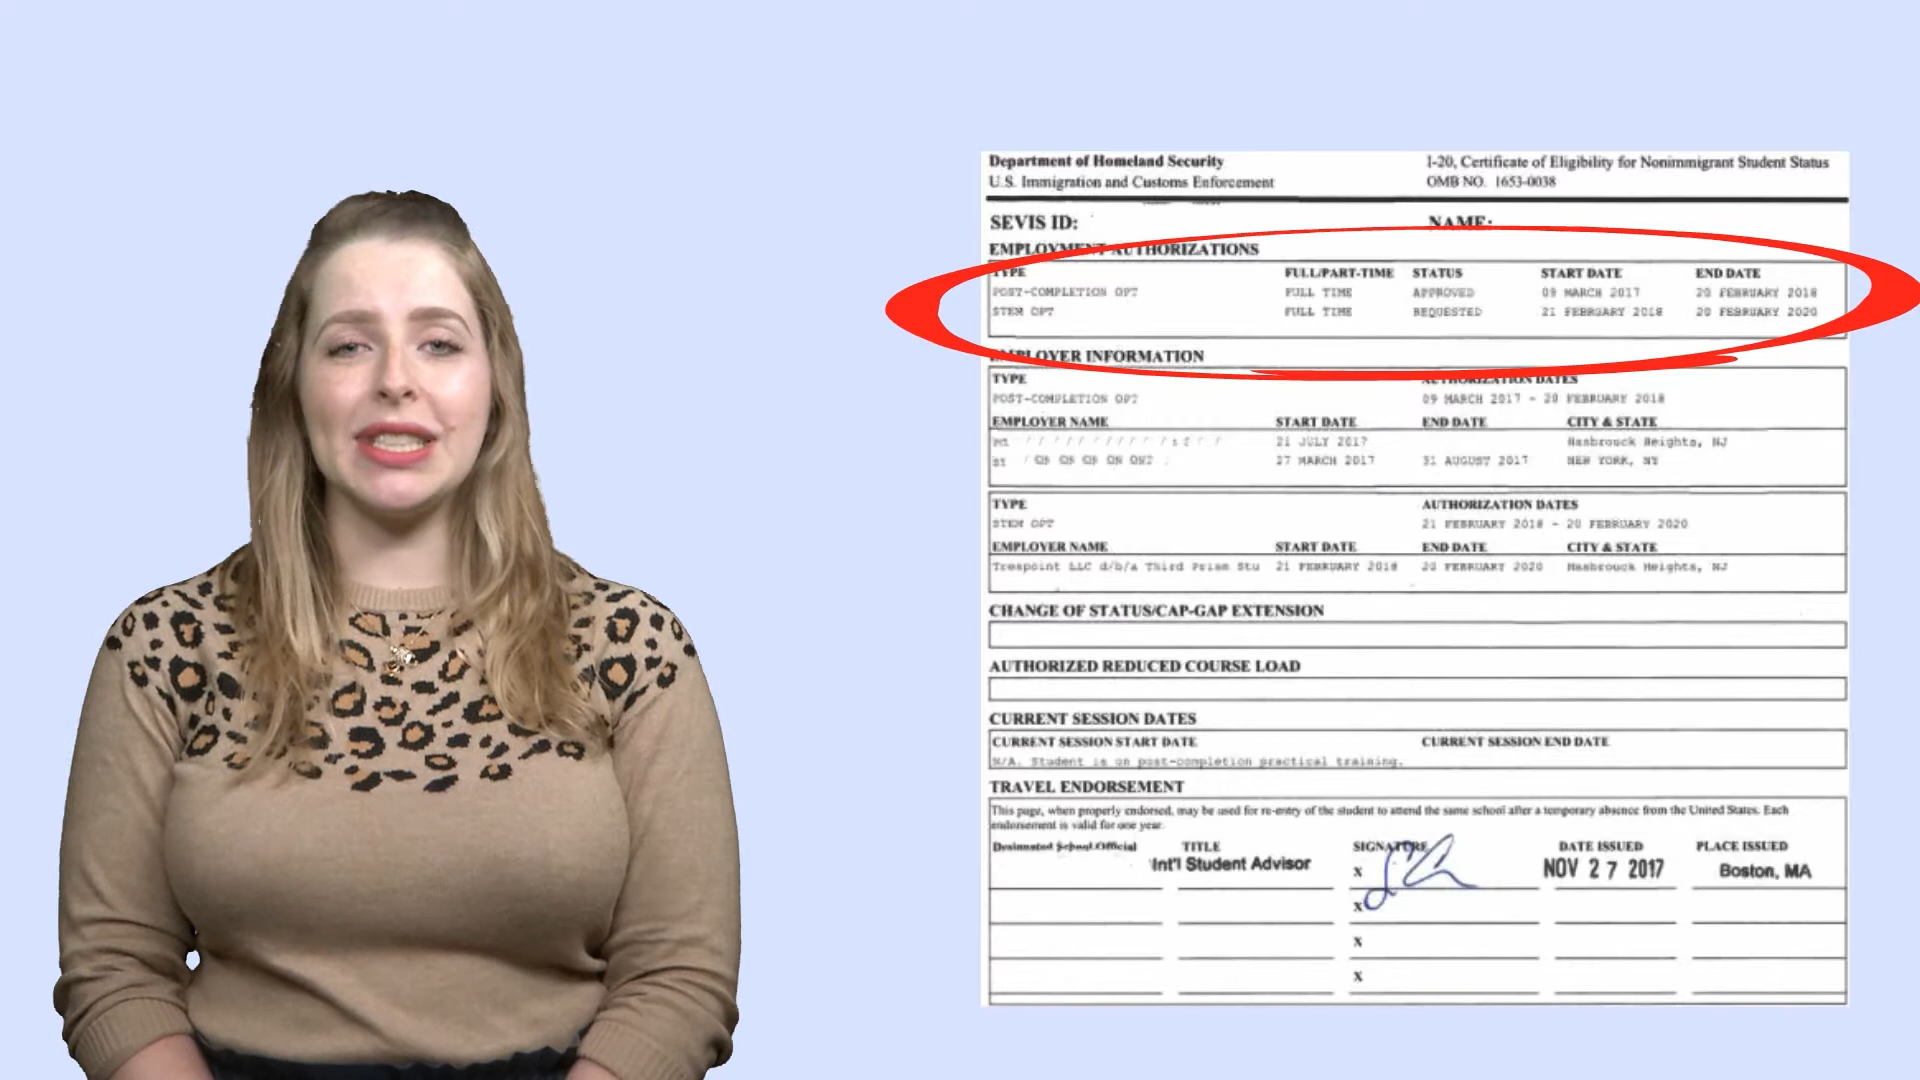 Department of Homeland Security
U.S. Immigration and Customs Enforcement
I-20, Certificate of Eligibility for Nonimmigrant Student Status
OMB NO. 1653-0038
SEVIS ID: NAME:
EMPLOYMENT AUTHORIZATIONS
TYPE FULL/PART-TIME STATUS START DATE END DATE
POST-COMPLETION OPT FULL TIME APPROVED 09 MARCH 2017 20 FEBRUARY 2018
STEM OPT FULL TIME REQUESTED 21 FEBRUARY 2018 20 FEBRUARY 2020
EMPLOYER INFORMATION
TYPE AUTHORIZATION DATES
POST-COMPLETION OPT 09 MARCH 2017 - 20 FEBRUARY 2018
EMPLOYER NAME START DATE END DATE CITY & STATE
21 JULY 2017 Hasbrouck Heights, NJ
27 MARCH 2017 31 AUGUST 2017 NEW YORK, NY
TYPE AUTHORIZATION DATES
STEM OPT 21 FEBRUARY 2018 - 20 FEBRUARY 2020
EMPLOYER NAME START DATE END DATE CITY & STATE
LLC d/b/a Third Prism Stu 21 FEBRUARY 2018 20 FEBRUARY 2020 Hasbrouck Heights, NJ
CHANGE OF STATUS/CAP-GAP EXTENSION
AUTHORIZED REDUCED COURSE LOAD
CURRENT SESSION DATES
CURRENT SESSION START DATE CURRENT SESSION END DATE
N/A. Student is on post-completion practical training.
TRAVEL ENDORSEMENT
This page, when properly endorsed, may be used for re-entry of the student to attend the same school after a temporary absence from the United States. Each
endorsement is valid for one year.
Designated School Official TITLE SIGNATURE DATE ISSUED PLACE ISSUED
Int'l Student Advisor X NOV 27 2017 Boston, MA
X
X
X